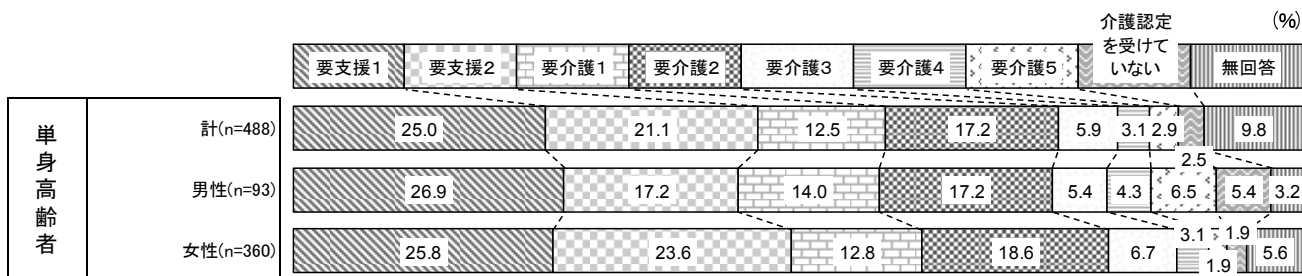 (%)
要支援1 要支援2 要介護1 要介護2 要介護3 要介護4 要介護5 介護認定を受けていない 無回答
単身高齢者
計(n=488) 25.0 21.1 12.5 17.2 5.9 3.1 2.9 2.5 9.8
男性(n=93) 26.9 17.2 14.0 17.2 5.4 4.3 6.5 5.4 3.2
女性(n=360) 25.8 23.6 12.8 18.6 6.7 3.1 1.9 1.9 5.6